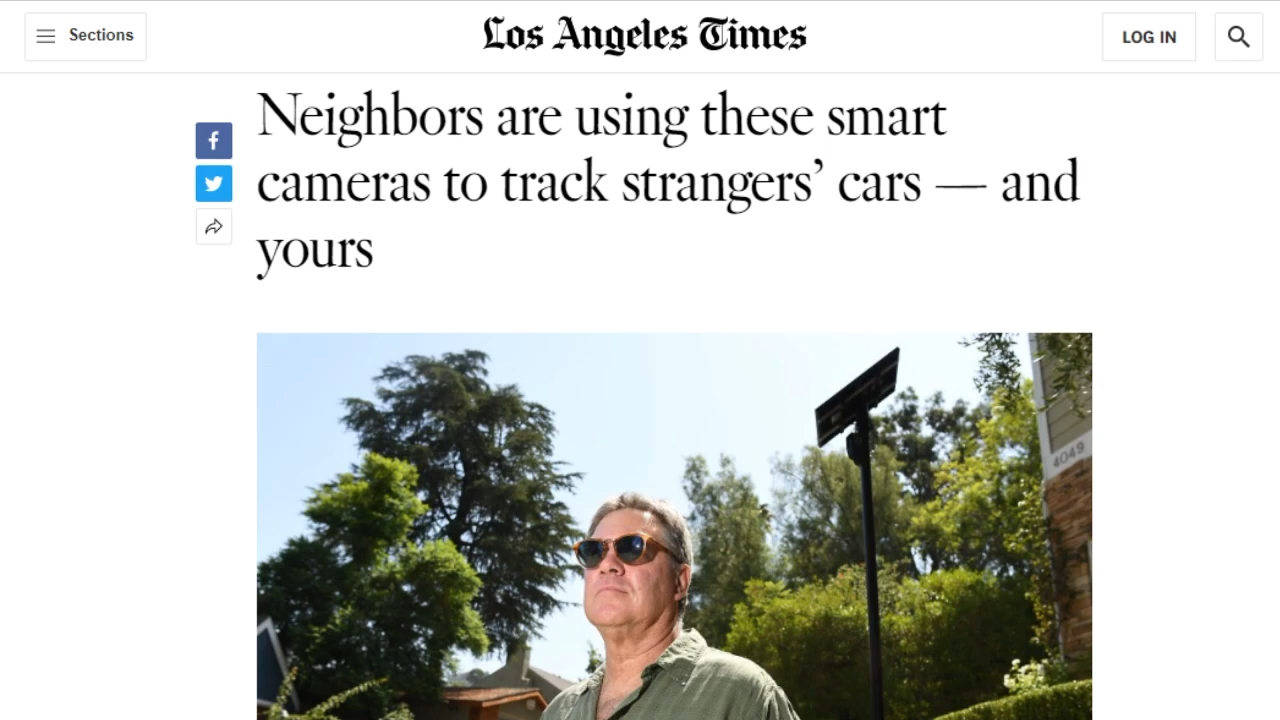 Sections
Los Angeles Times
LOG IN
Neighbors are using these smart
cameras to track strangers’ cars — and
yours
4049